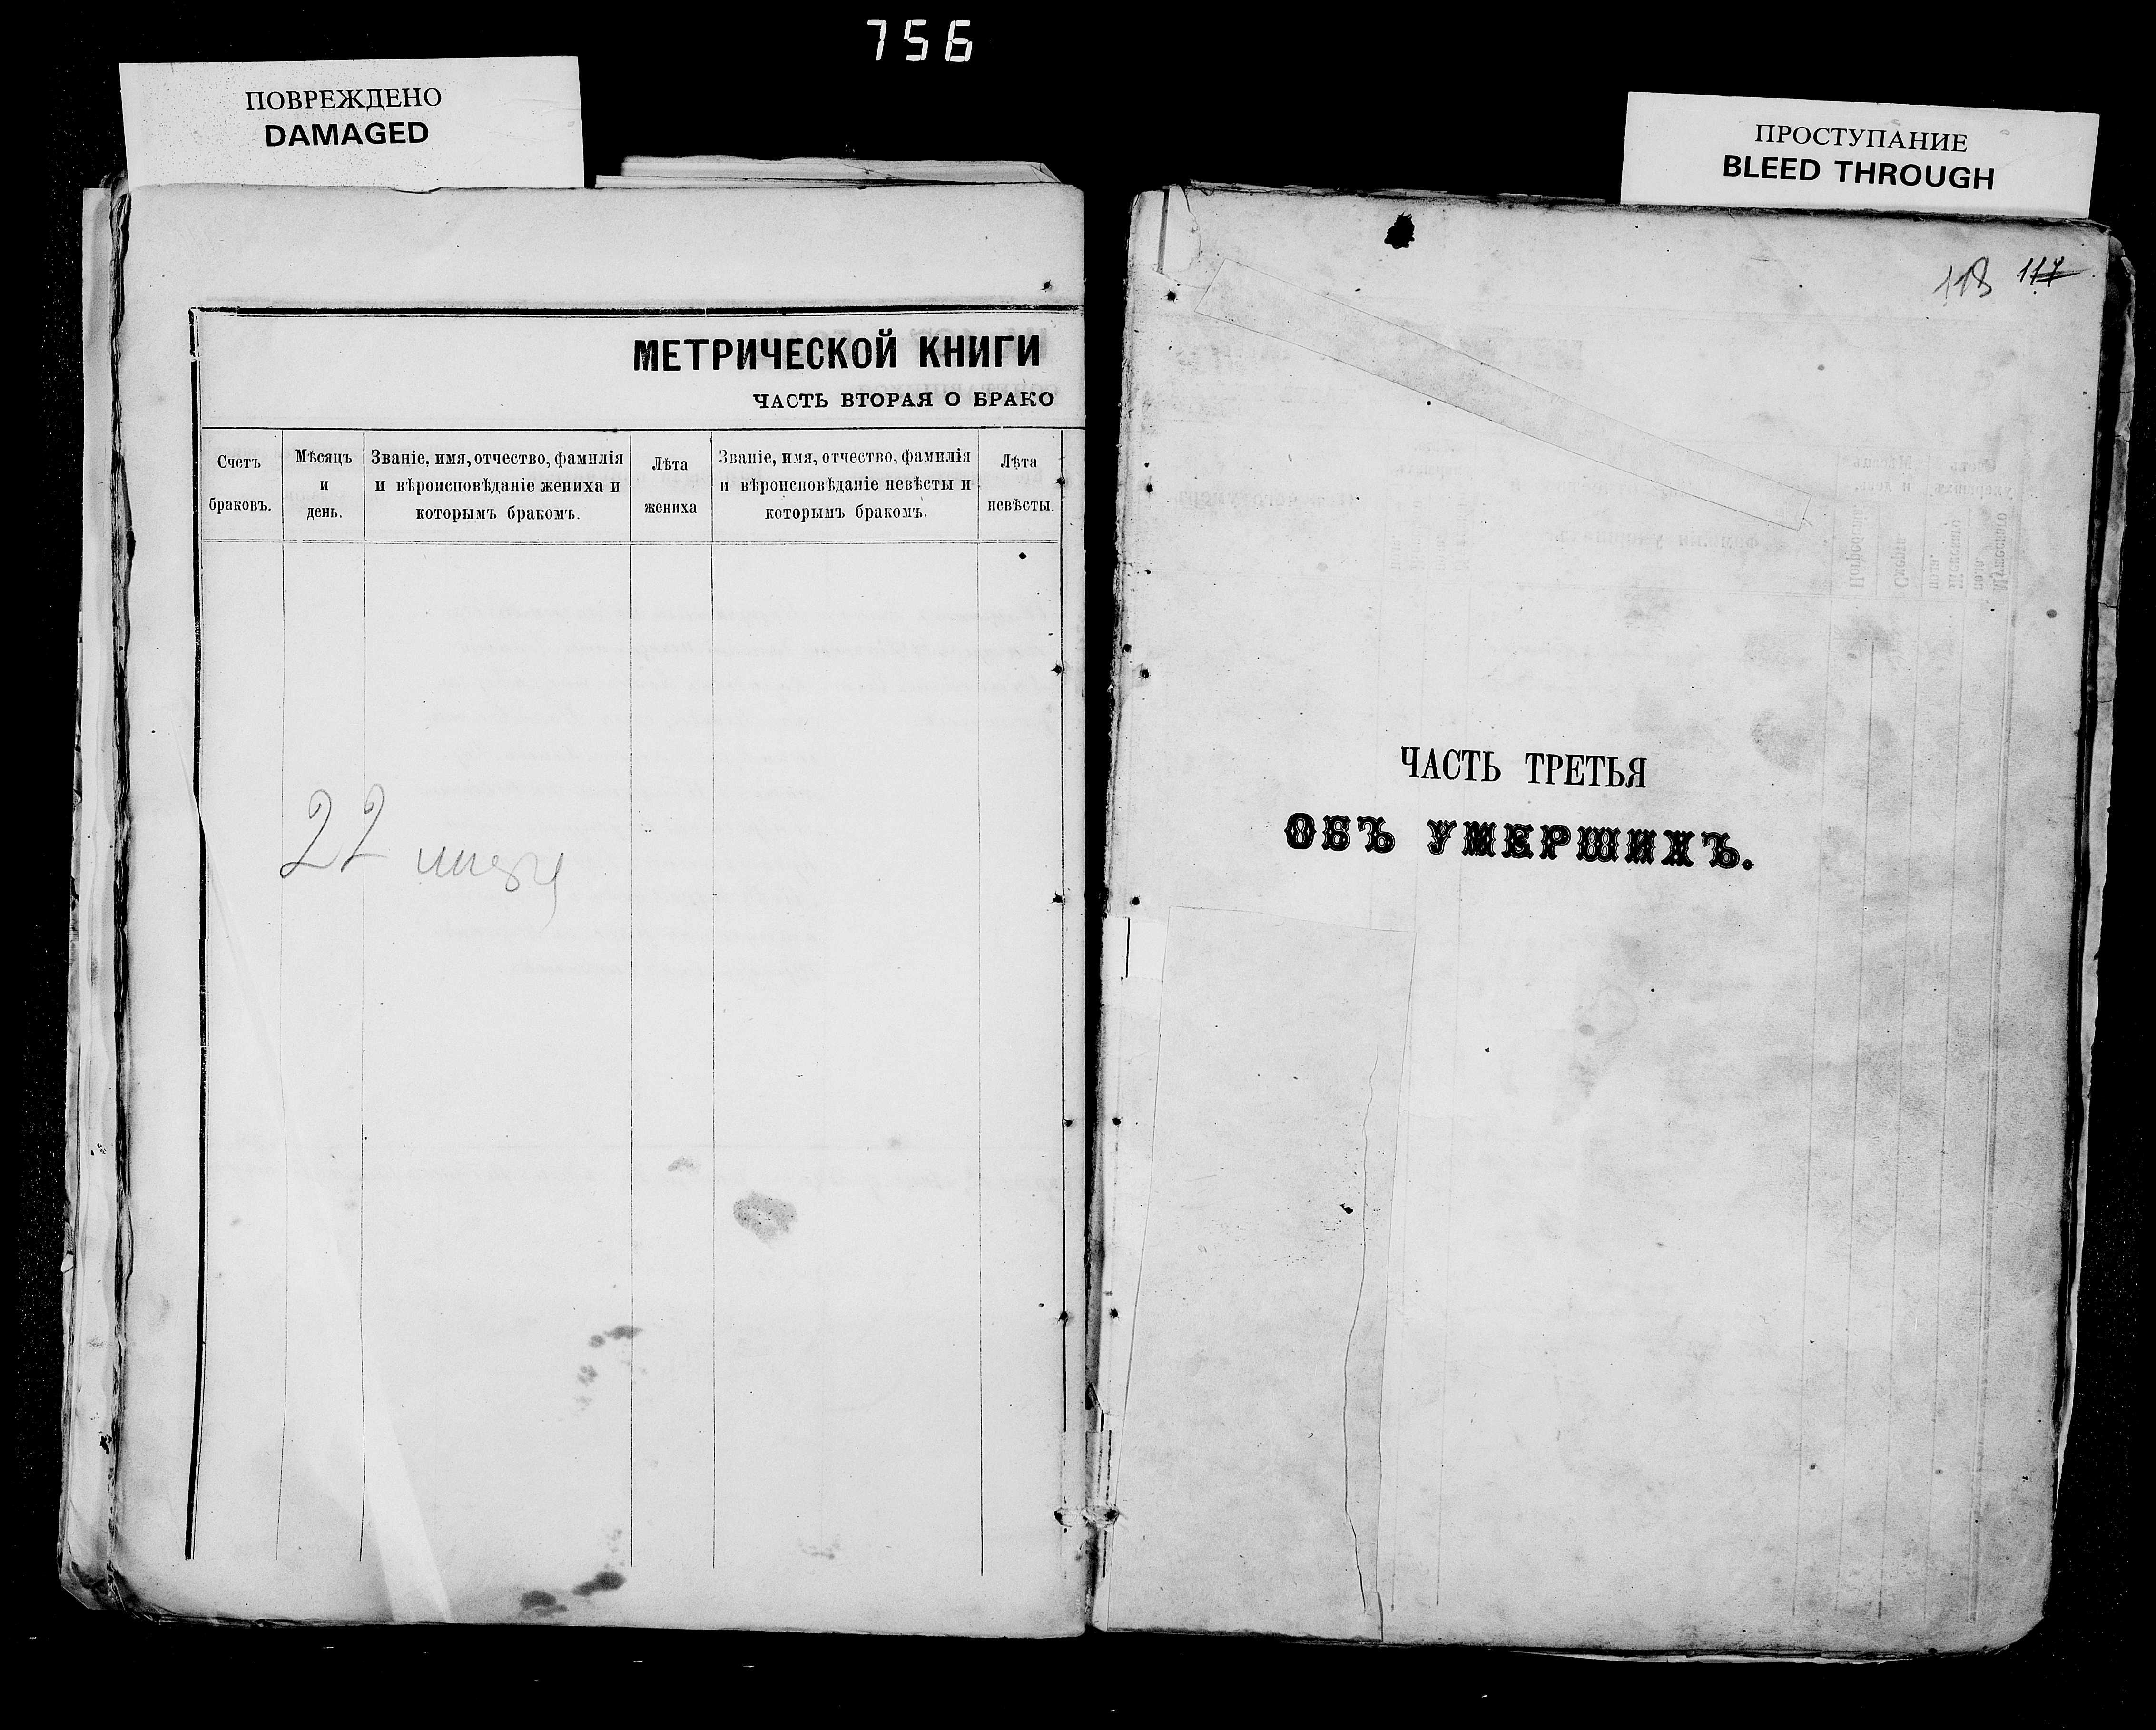 756
ПОВРЕЖДЕНО
DAMAGED
ПРОСТУПАНИЕ
BLEED THROUGH
МЕТРИЧЕСКОЙ КНИГИ
ЧАСТЬ ВТОРАЯ О БРАКО
Счетъ браковъ.
Мѣсяцъ и день.
Званіе, имя, отчество, фамилія
и вѣроисповѣданіе жениха и
которымъ бракомъ.
Лѣта жениха
Званіе, имя, отчество, фамилія
и вѣроисповѣданіе невѣсты и
которымъ бракомъ.
Лѣта невѣсты.
22
118 117
ЧАСТЬ ТРЕТЬЯ
ОБЪ УМЕРШИХЪ.